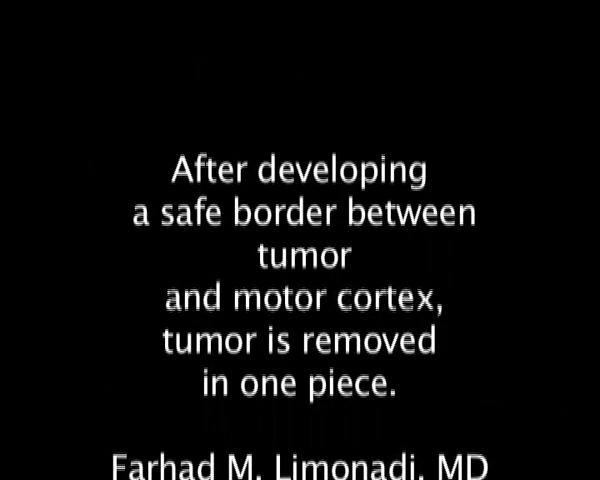 After developing
a safe border between
tumor
and motor cortex,
tumor is removed
in one piece.
Farhad M. Limonadi, MD